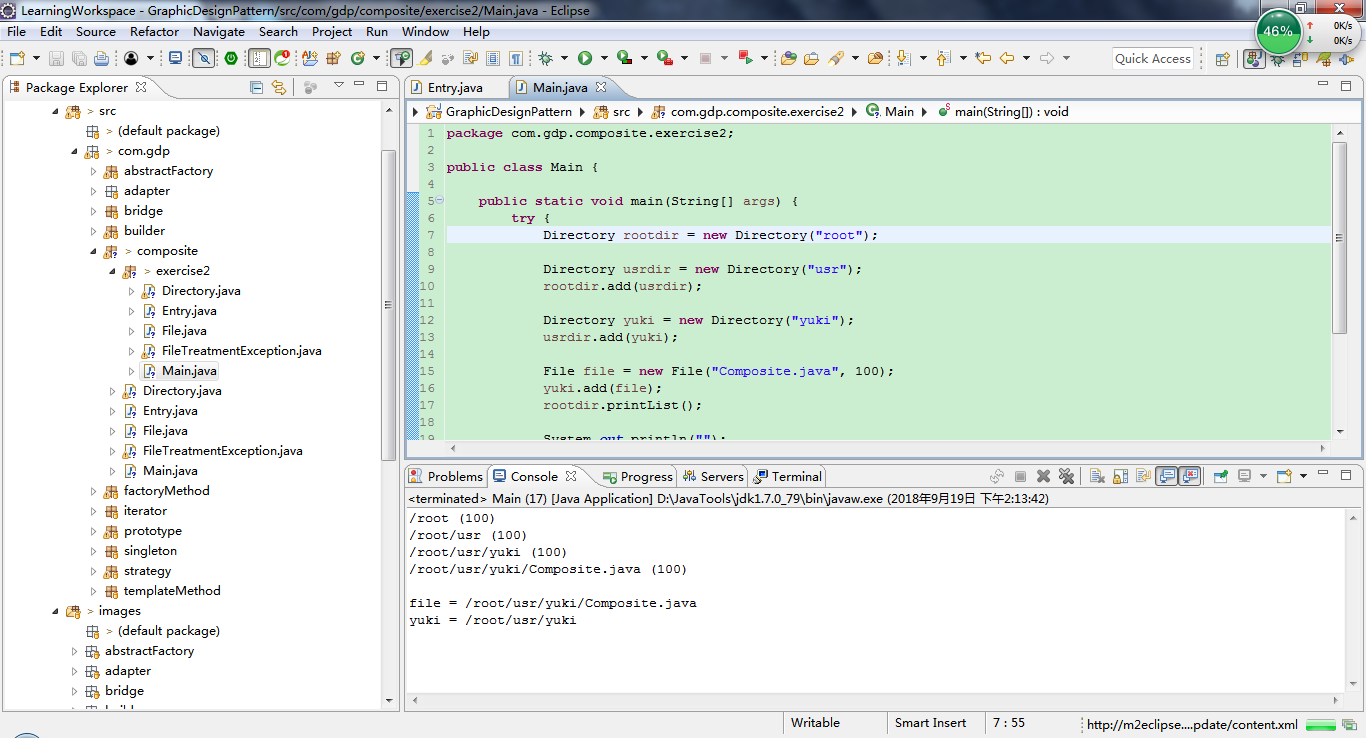 LearningWorkspace - GraphicDesignPattern/src/com/gdp/composite/exercise2/Main.java - Eclipse
File Edit Source Refactor Navigate Search Project Run Window Help
46%
0K/s
0K/s
Quick Access
Package Explorer
> src
> (default package)
> com.gdp
abstractFactory
adapter
bridge
builder
> composite
> exercise2
Directory.java
Entry.java
File.java
FileTreatmentException.java
Main.java
Directory.java
Entry.java
File.java
FileTreatmentException.java
Main.java
factoryMethod
iterator
prototype
singleton
strategy
templateMethod
> images
> (default package)
abstractFactory
adapter
bridge
Entry.java Main.java
GraphicDesignPattern src com.gdp.composite.exercise2 Main main(String[]) : void
1 package com.gdp.composite.exercise2;
2
3 public class Main {
4
5 public static void main(String[] args) {
6 try {
7 Directory rootdir = new Directory("root");
8
9 Directory usrdir = new Directory("usr");
10 rootdir.add(usrdir);
11
12 Directory yuki = new Directory("yuki");
13 usrdir.add(yuki);
14
15 File file = new File("Composite.java", 100);
16 yuki.add(file);
17 rootdir.printList();
18
19 System.out.println("");
Problems Console Progress Servers Terminal
<terminated> Main (17) [Java Application] D:\JavaTools\jdk1.7.0_79\bin\javaw.exe (2018年9月19日 下午2:13:42)
/root (100)
/root/usr (100)
/root/usr/yuki (100)
/root/usr/yuki/Composite.java (100)
file = /root/usr/yuki/Composite.java
yuki = /root/usr/yuki
Writable Smart Insert 7 : 55 http://m2eclipse....pdate/content.xml